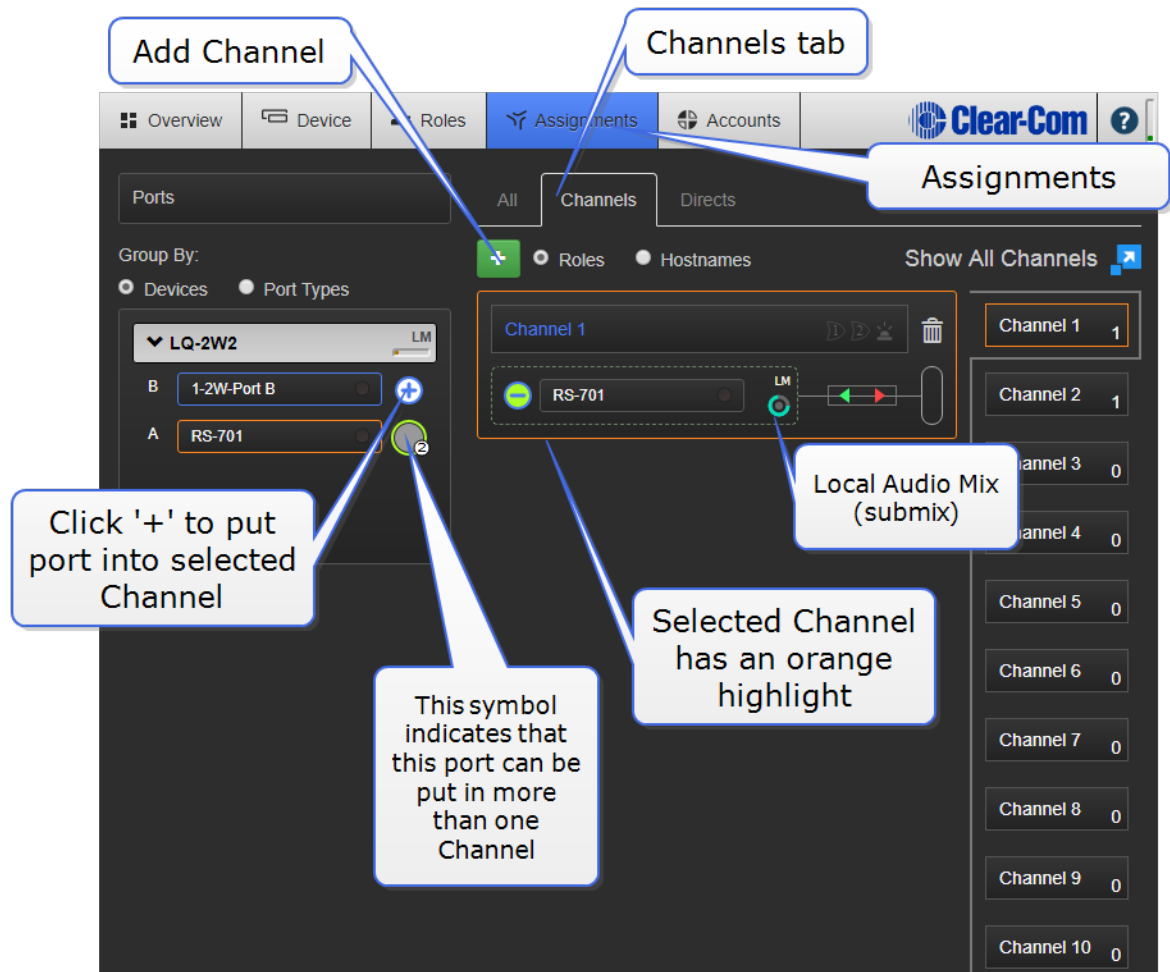 Add Channel
Channels tab
Overview
Device
Roles
Assignments
Accounts
Clear-Com
?
Assignments
Ports
All
Channels
Directs
Group By:
Roles
Hostnames
Show All Channels
Devices
Port Types
LQ-2W2
LM
B
1-2W-Port B
A
RS-701
2
Channel 1
1
2
RS-701
LM
Channel 1
1
Channel 2
1
annel 3
0
annel 4
0
Channel 5
0
Channel 6
0
Channel 7
0
Channel 8
0
Channel 9
0
Channel 10
0
Local Audio Mix
(submix)
Click '+' to put
port into selected
Channel
Selected Channel
has an orange
highlight
This symbol
indicates that
this port can be
put in more
than one
Channel